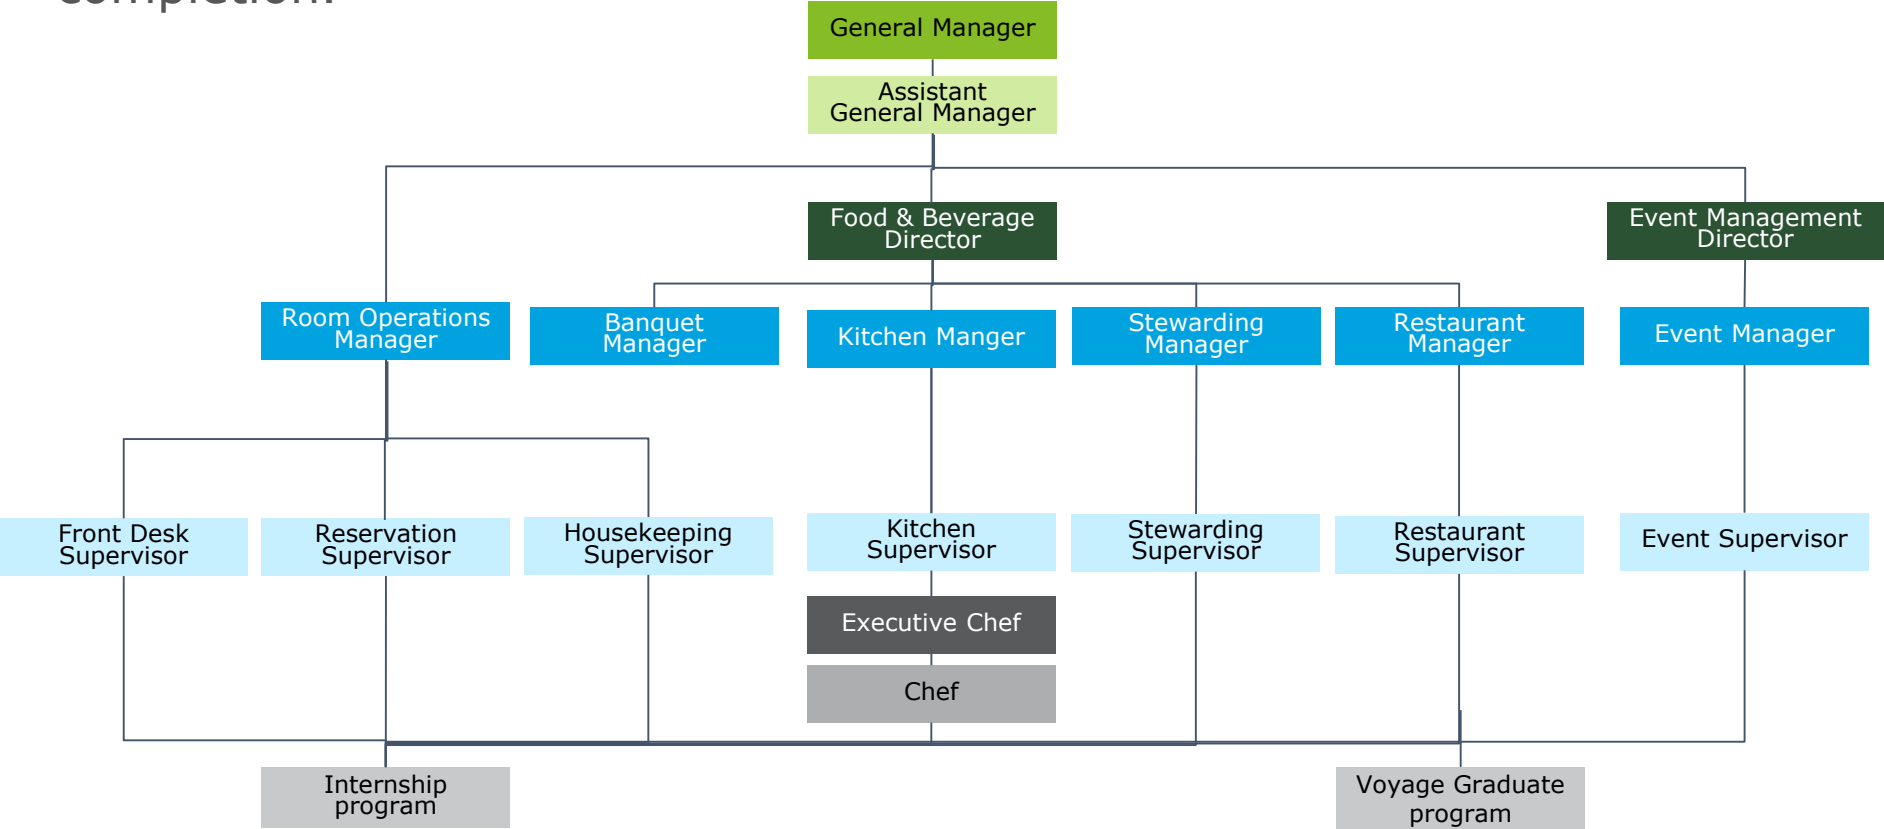 completion.
General Manager
Assistant
General Manager
Food & Beverage
Director
Event Management
Director
Room Operations
Manager
Banquet
Manager
Kitchen Manger
Stewarding
Manager
Restaurant
Manager
Event Manager
Front Desk
Supervisor
Reservation
Supervisor
Housekeeping
Supervisor
Kitchen
Supervisor
Stewarding
Supervisor
Restaurant
Supervisor
Event Supervisor
Executive Chef
Chef
Internship
program
Voyage Graduate
program